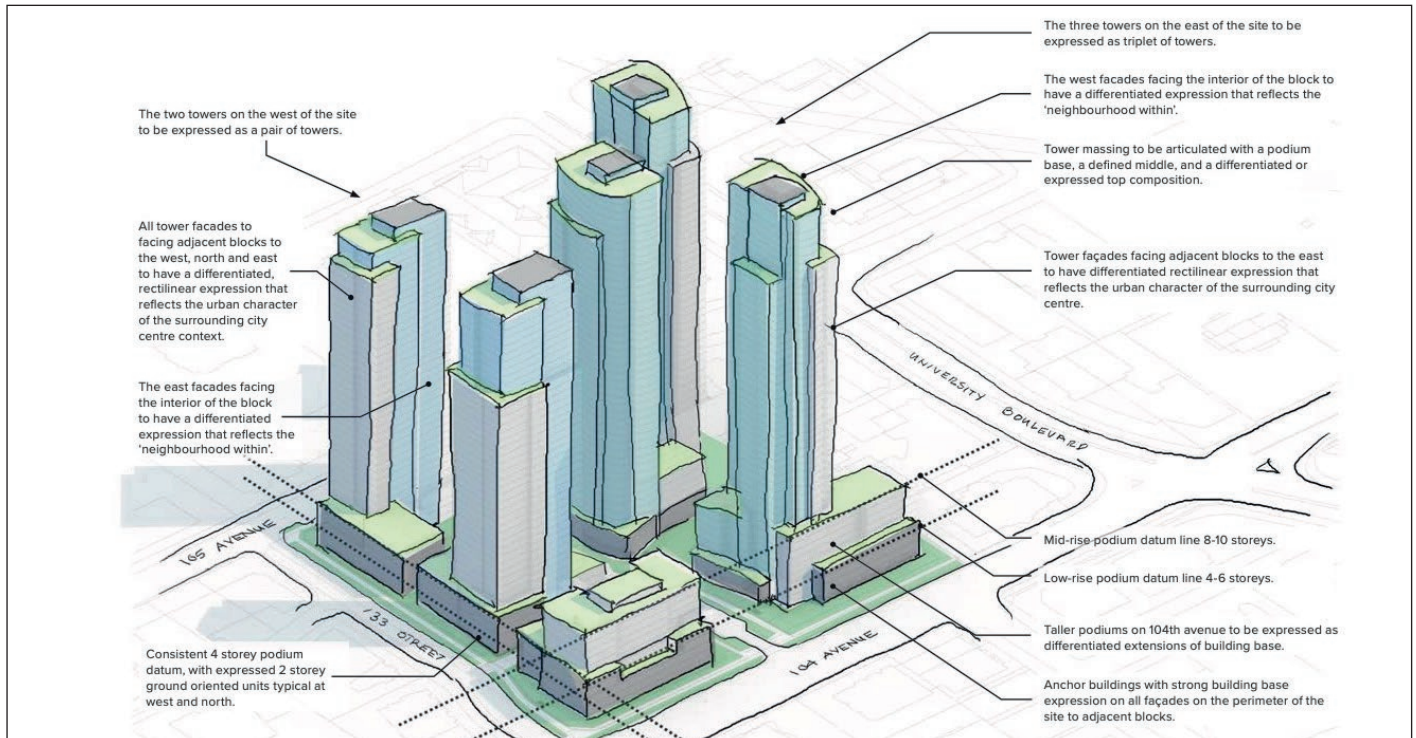 The two towers on the west of the site
to be expressed as a pair of towers.
All tower facades to
facing adjacent blocks to
the west, north and east
to have a differentiated,
rectilinear expression that
reflects the urban character
of the surrounding city
centre context.
The east facades facing
the interior of the block
to have a differentiated
expression that reflects the
‘neighbourhood within’.
105 AVENUE
133 STREET
Consistent 4 storey podium
datum, with expressed 2 storey
ground oriented units typical at
west and north.
The three towers on the east of the site to be
expressed as triplet of towers.
The west facades facing the interior of the block to
have a differentiated expression that reflects the
‘neighbourhood within’.
Tower massing to be articulated with a podium
base, a defined middle, and a differentiated or
expressed top composition.
Tower façades facing adjacent blocks to the east
to have differentiated rectilinear expression that
reflects the urban character of the surrounding city
centre.
UNIVERSITY BOULEVARD
104 AVENUE
Mid-rise podium datum line 8-10 storeys.
Low-rise podium datum line 4-6 storeys.
Taller podiums on 104th avenue to be expressed as
differentiated extensions of building base.
Anchor buildings with strong building base
expression on all façades on the perimeter of the
site to adjacent blocks.